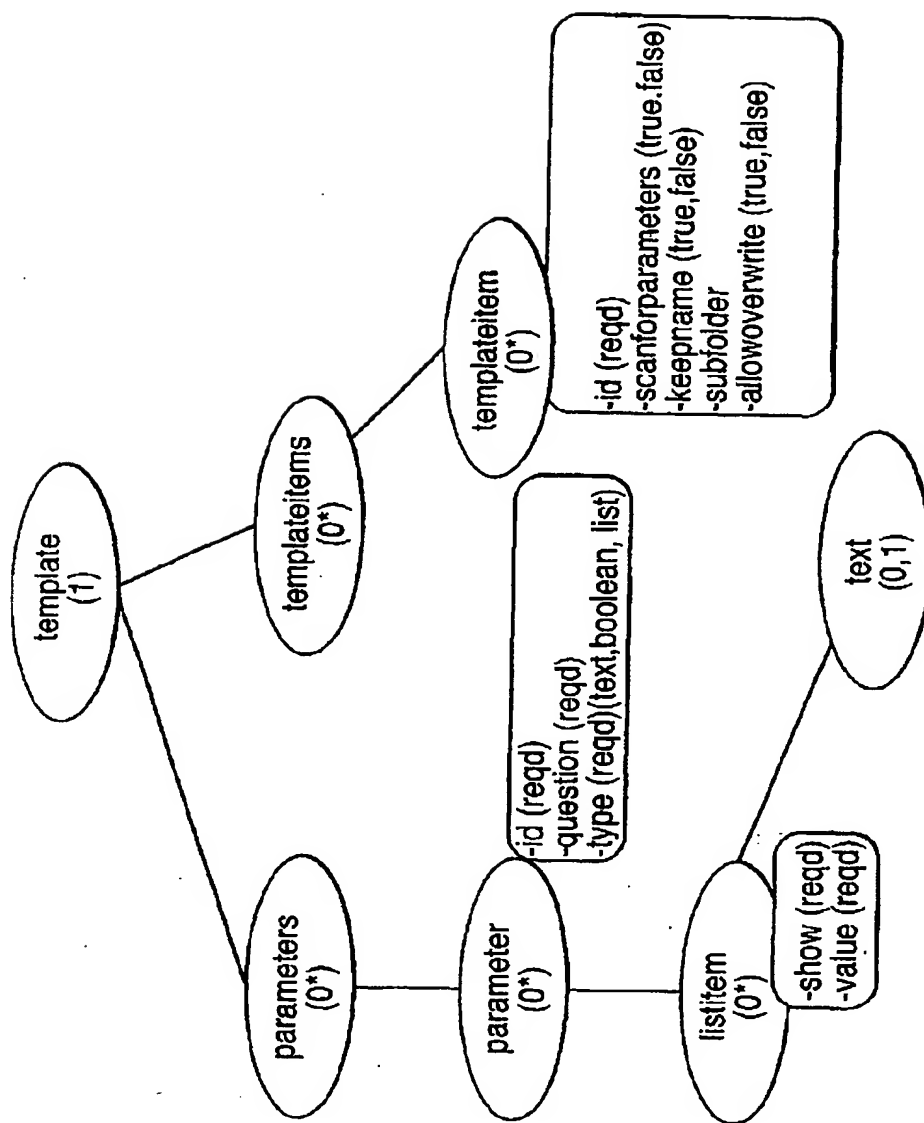 template
(1)
parameters
(0*)
templateitems
(0*)
parameter
(0*)
-id (reqd)
-question (reqd)
-type (reqd)(text,boolean, list)
templateitem
(0*)
-id (reqd)
-scanforparameters (true.false)
-keepname (true,false)
-subfolder
-allowoverwrite (true,false)
listitem
(0*)
-show (reqd)
-value (reqd)
text
(0,1)